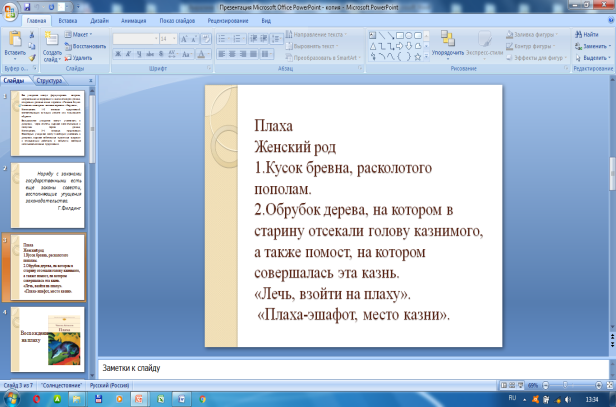 Презентация Microsoft Office PowerPoint - копия - Microsoft PowerPoint
Главная Вставка Дизайн Анимация Показ слайдов Рецензирование Вид
Вставить
Создать слайд
Макет
Восстановить
Удалить
Направление текста
Выровнять текст
Преобразовать в SmartArt
Упорядочить
Экспресс-стили
Заливка фигуры
Контур фигуры
Эффекты для фигур
Найти
Заменить
Выделить
Буфер о... Слайды Шрифт Абзац Рисование Редактирование
Слайды Структура
2
Наряду с законами
государственными есть
еще законы совести,
восполняющие упущения
законодательства.
Г.Филдинг
3
Плаха
Женский род
1.Кусок бревна, расколотого
пополам.
2.Обрубок дерева, на котором в
старину отсекали голову казнимого,
а также помост, на котором
совершалась эта казнь.
«Лечь, взойти на плаху».
«Плаха-эшафот, место казни».
4
Восхождение
на плаху
Плаха
Плаха
Женский род
1.Кусок бревна, расколотого
пополам.
2.Обрубок дерева, на котором в
старину отсекали голову казнимого,
а также помост, на котором
совершалась эта казнь.
«Лечь, взойти на плаху».
«Плаха-эшафот, место казни».
Заметки к слайду
Слайд 3 из 7 "Солнцестояние" Русский (Россия) 69%
RU 13:34